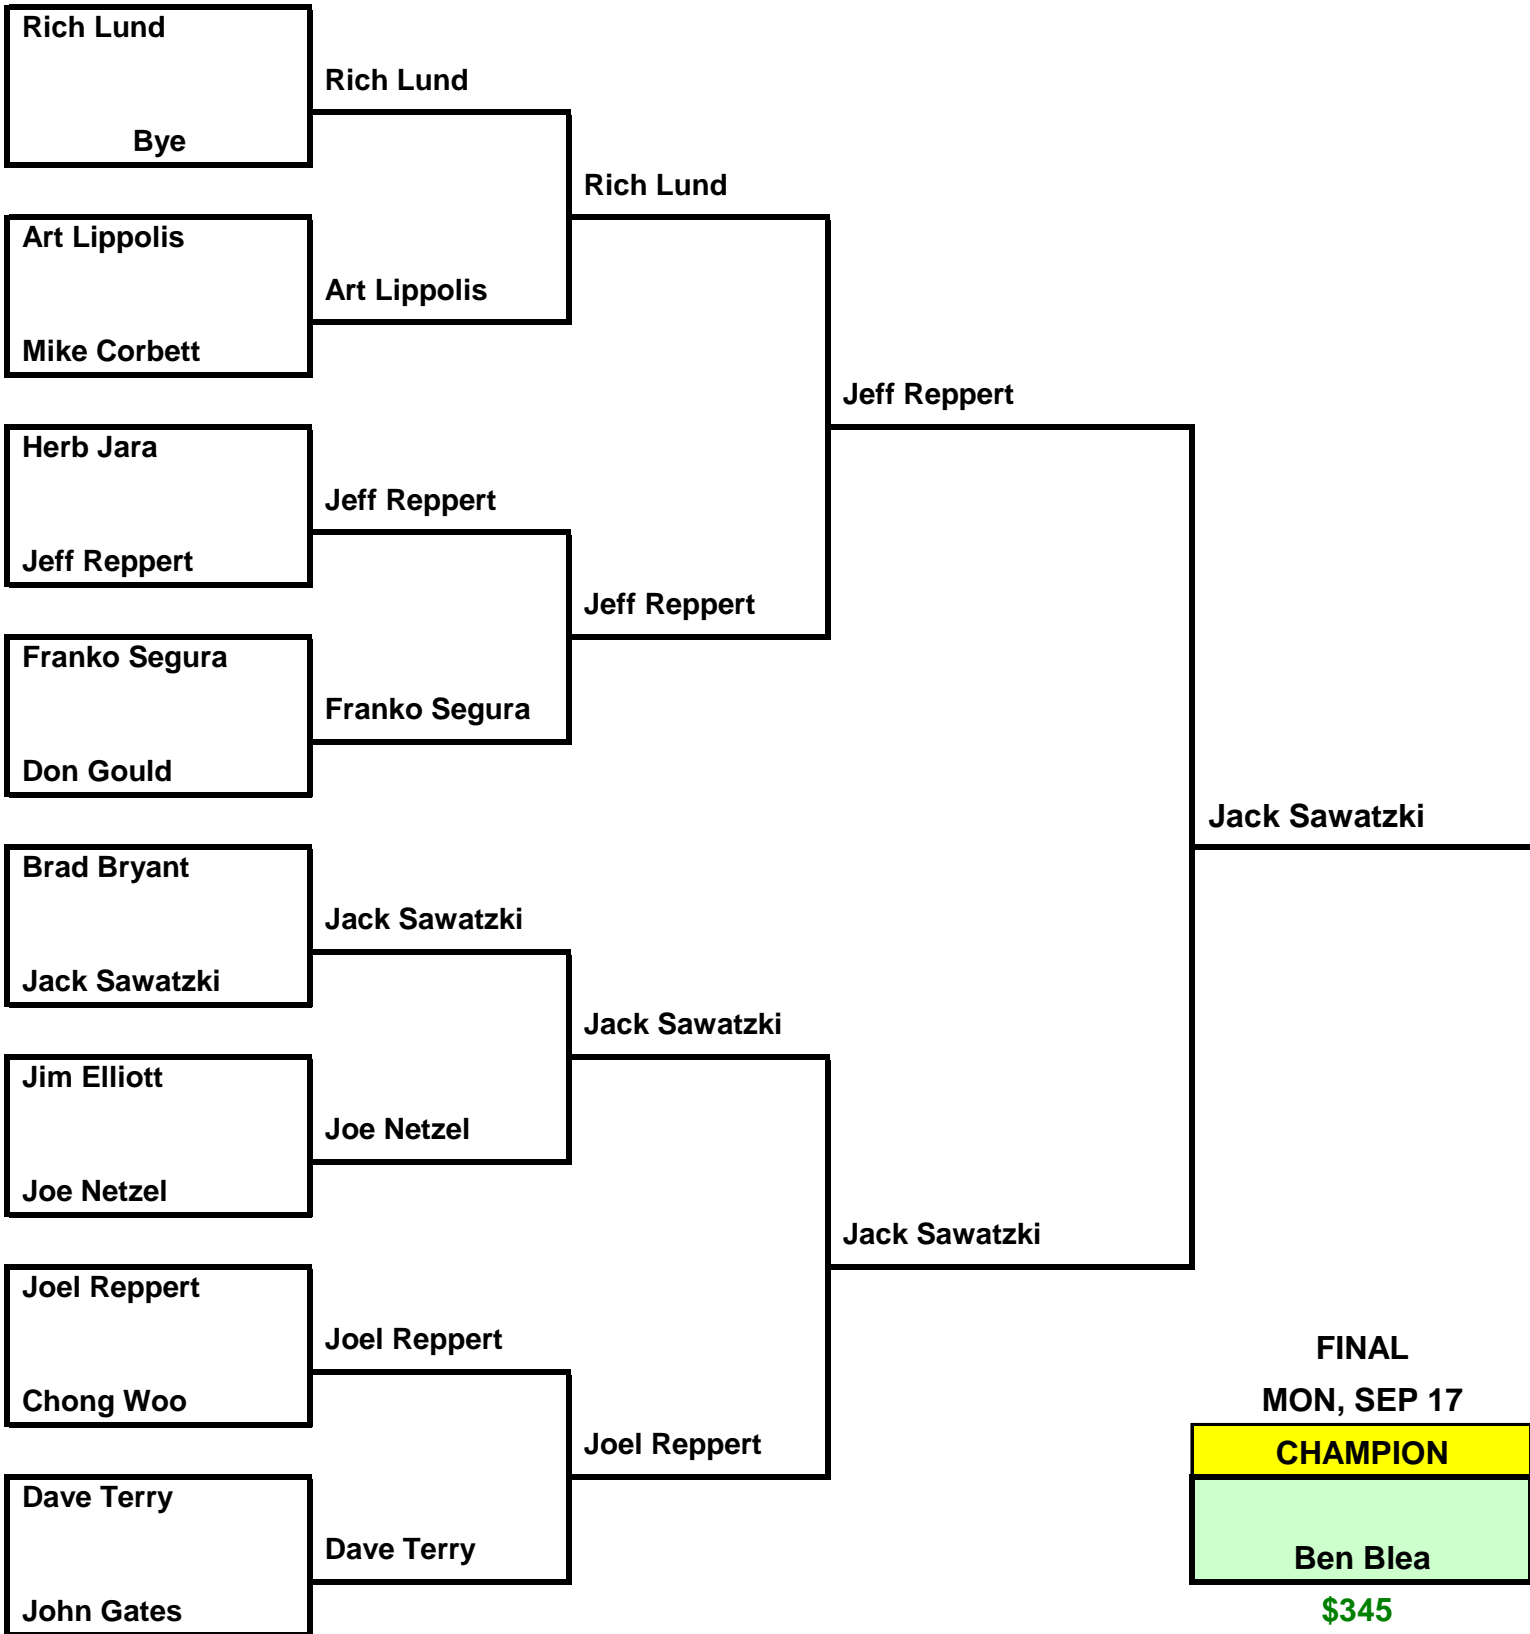 Rich Lund
Bye
Art Lippolis
Mike Corbett
Herb Jara
Jeff Reppert
Franko Segura
Don Gould
Brad Bryant
Jack Sawatzki
Jim Elliott
Joe Netzel
Joel Reppert
Chong Woo
Dave Terry
John Gates
Rich Lund
Art Lippolis
Jeff Reppert
Franko Segura
Jack Sawatzki
Joe Netzel
Joel Reppert
Dave Terry
Rich Lund
Jeff Reppert
Jack Sawatzki
Joel Reppert
Jeff Reppert
Jack Sawatzki
Jack Sawatzki
FINAL
MON, SEP 17
CHAMPION
Ben Blea
$345